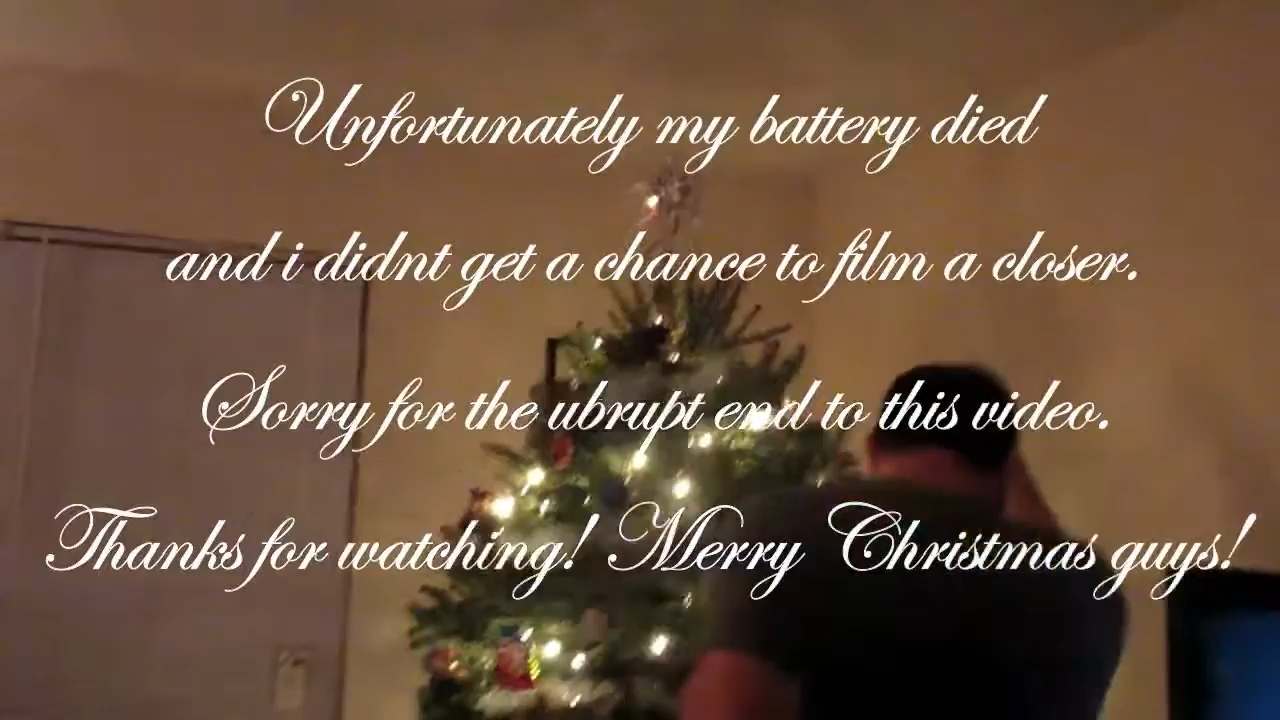 Unfortunately my battery died
and i didnt get a chance to film a closer.
Sorry for the ubrupt end to this video.
Thanks for watching! Merry Christmas guys!